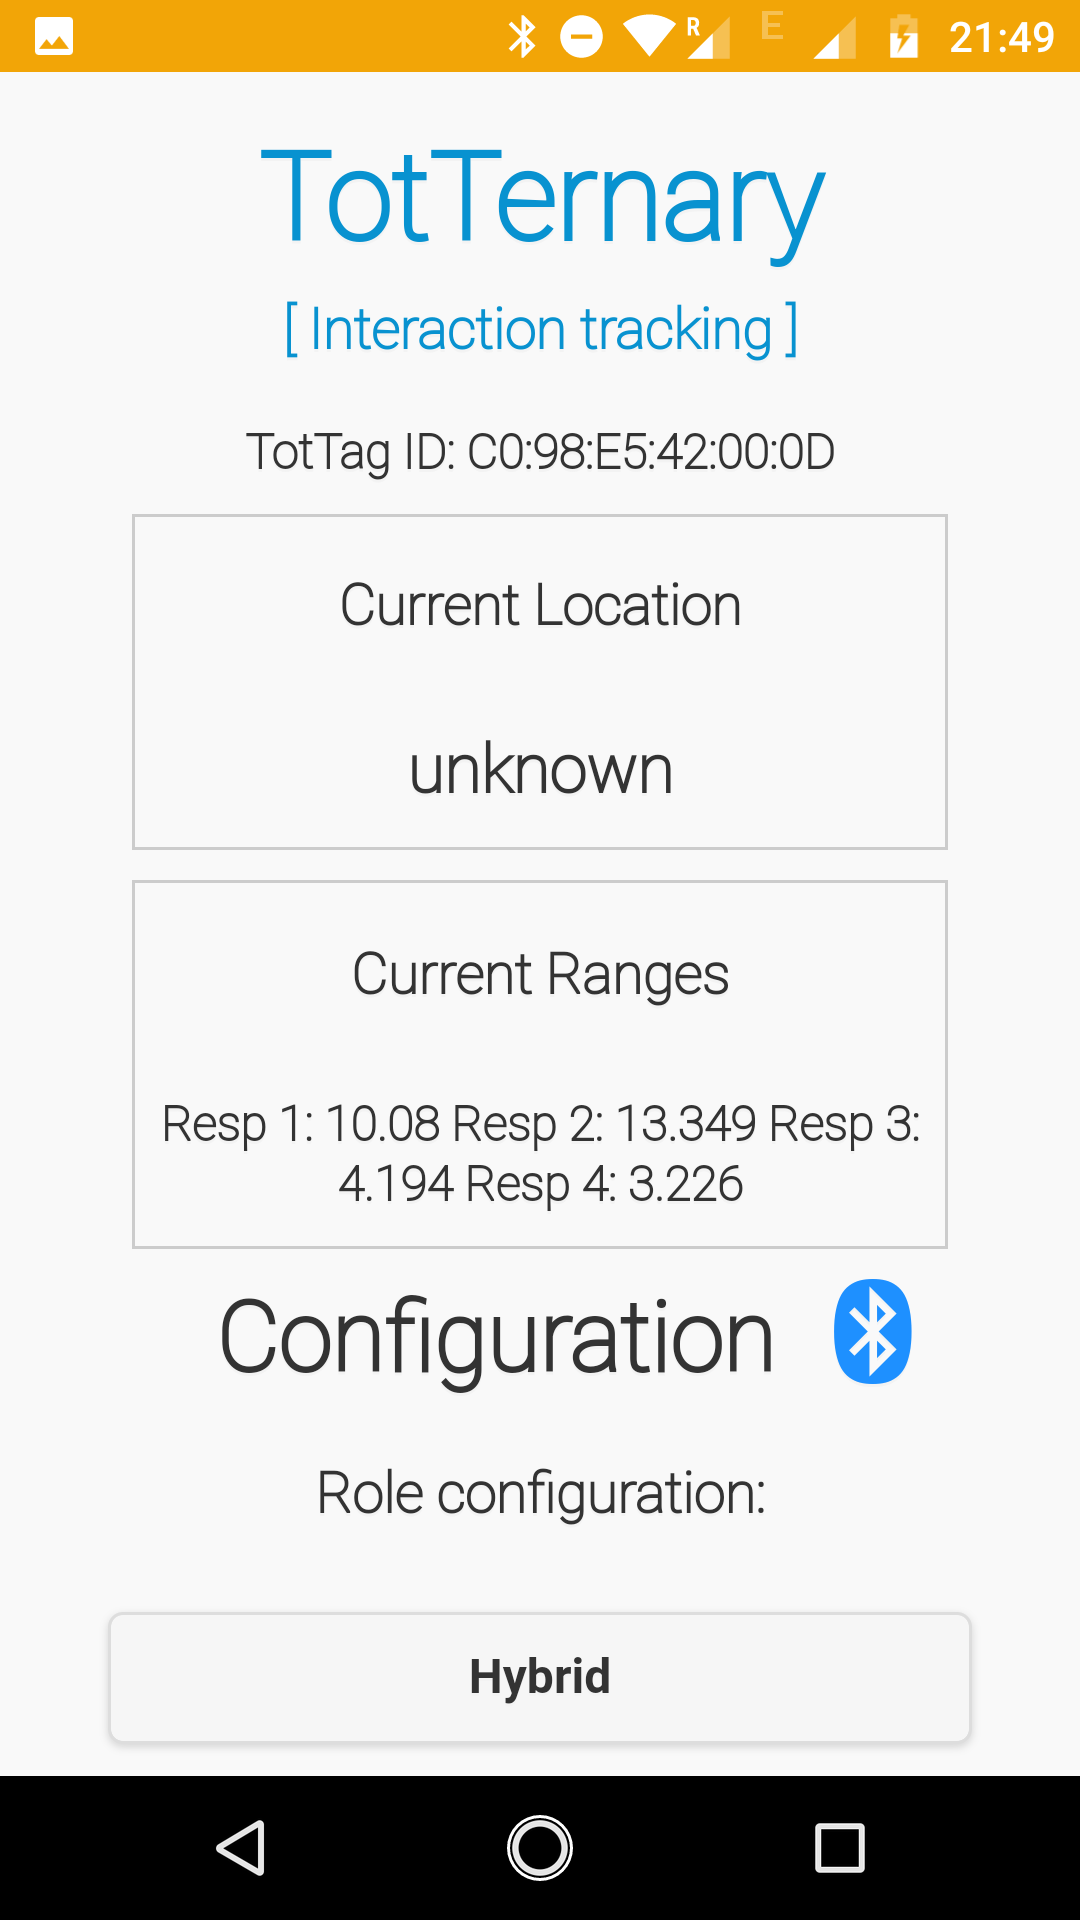 R E 21:49
TotTernary
[ Interaction tracking ]
TotTag ID: C0:98:E5:42:00:0D
Current Location
unknown
Current Ranges
Resp 1: 10.08 Resp 2: 13.349 Resp 3:
4.194 Resp 4: 3.226
Configuration
Role configuration:
Hybrid